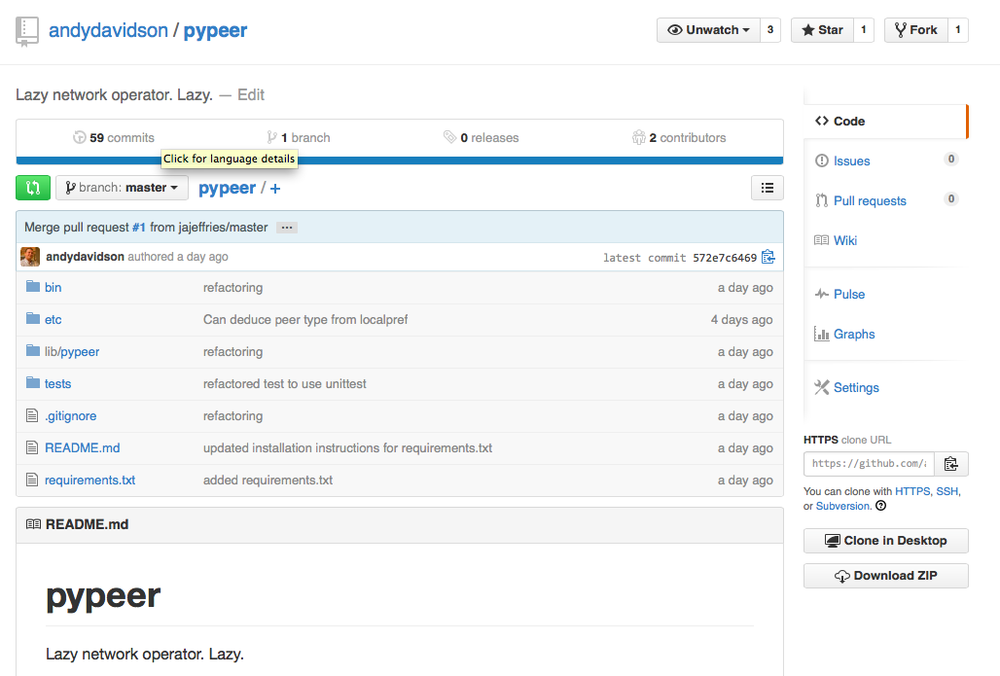 andydavidson / pypeer
Unwatch 3 Star 1 Fork 1
Lazy network operator. Lazy. — Edit
59 commits 1 branch 0 releases 2 contributors
Click for language details
branch: master pypeer / +
Merge pull request #1 from jajeffries/master ...
andydavidson authored a day ago latest commit 572e7c6469
bin refactoring a day ago
etc Can deduce peer type from localpref 4 days ago
lib/pypeer refactoring a day ago
tests refactored test to use unittest a day ago
.gitignore refactoring a day ago
README.md updated installation instructions for requirements.txt a day ago
requirements.txt added requirements.txt a day ago
README.md
pypeer
Lazy network operator. Lazy.
Code
Issues 0
Pull requests 0
Wiki
Pulse
Graphs
Settings
HTTPS clone URL
https://github.com/
You can clone with HTTPS, SSH,
or Subversion.
Clone in Desktop
Download ZIP